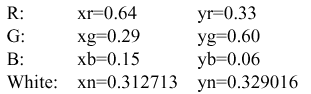 R: xr=0.64 yr=0.33
G: xg=0.29 yg=0.60
B: xb=0.15 yb=0.06
White: xn=0.312713 yn=0.329016